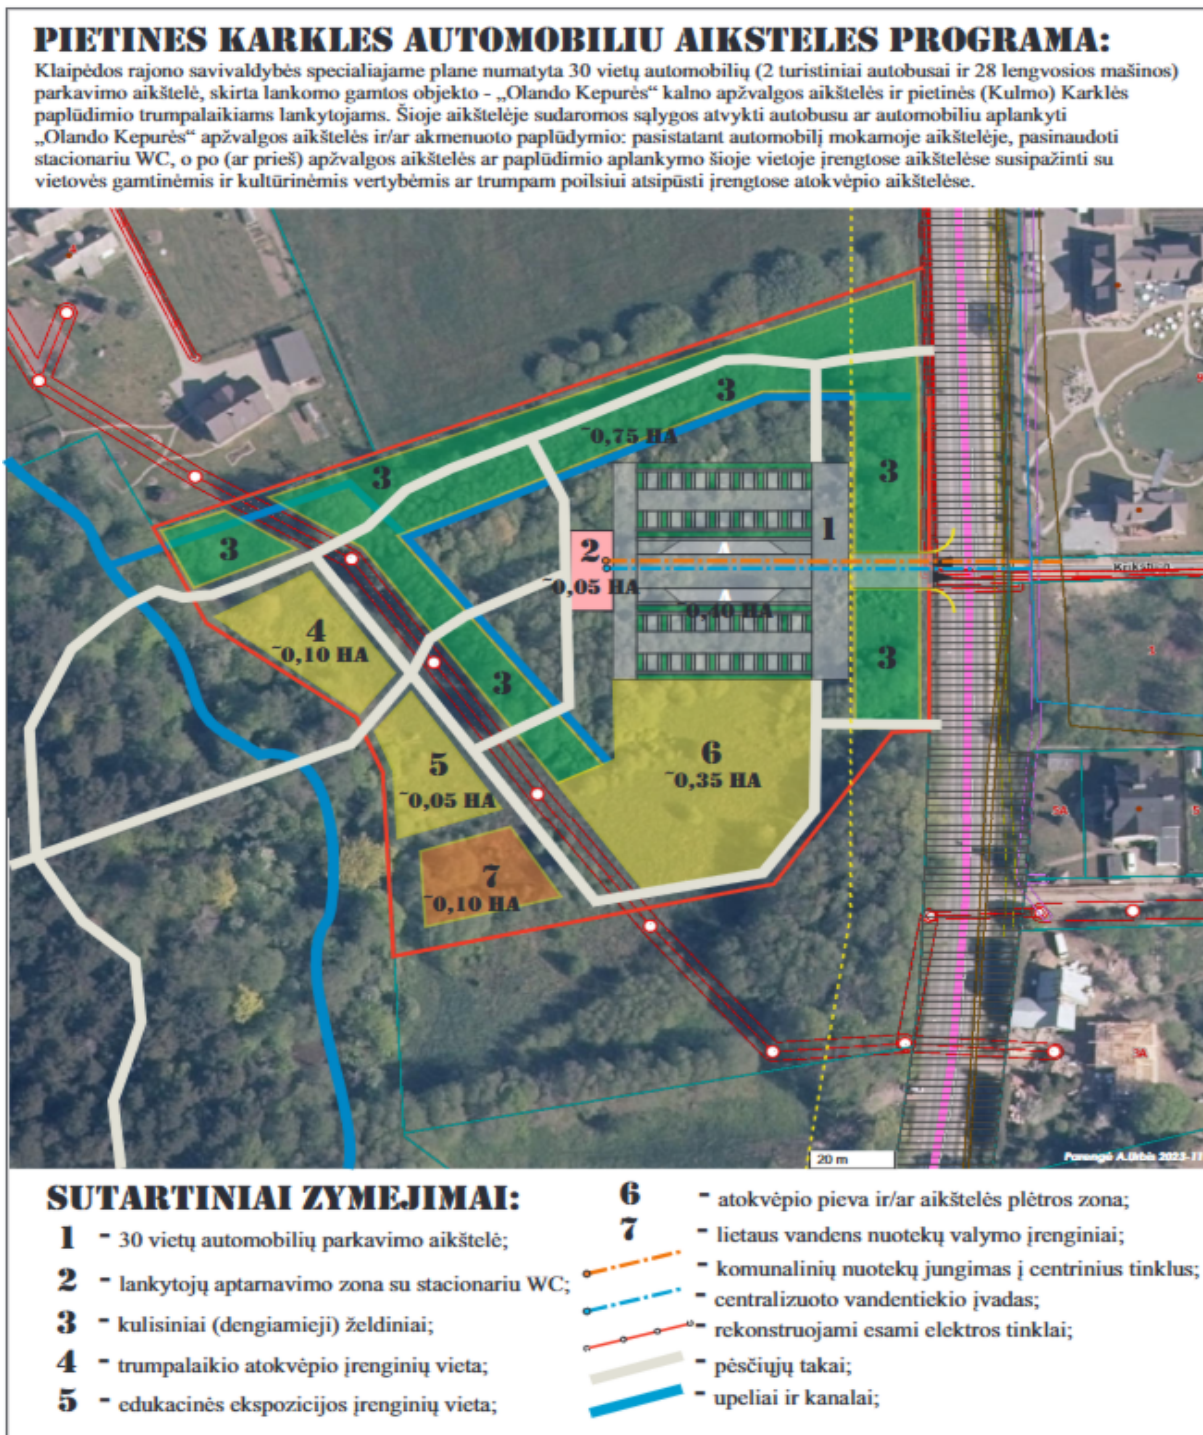 PIETINES KARKLES AUTOMOBILIU AIKSTELES PROGRAMA:
Klaipėdos rajono savivaldybės specialiajame plane numatyta 30 vietų automobilių (2 turistiniai autobusai ir 28 lengvosios mašinos)
parkavimo aikštelė, skirta lankomo gamtos objekto - „Olando Kepurės“ kalno apžvalgos aikštelės ir pietinės (Kulmo) Karklės
paplūdimio trumpalaikiams lankytojams. Šioje aikštelėje sudaromos sąlygos atvykti autobusu ar automobiliu aplankyti
„Olando Kepurės“ apžvalgos aikštelės ir/ar akmenuoto paplūdymio: pasistatant automobilį mokamoje aikštelėje, pasinaudoti
stacionariu WC, o po (ar prieš) apžvalgos aikštelės ar paplūdimio aplankymo šioje vietoje įrengtose aikštelėse susipažinti su
vietovės gamtinėmis ir kultūrinėmis vertybėmis ar trumpam poilsiui atsipūsti įrengtose atokvėpio aikštelėse.
3
~0,75 HA
3
3
1
3
2
~0,05 HA
~0,40 HA
4
~0,10 HA
3
3
5
~0,05 HA
6
~0,35 HA
7
~0,10 HA
3
2A
5
3A
20 m
Parengė A.Urbis 2023-11
SUTARTINIAI ZYMEJIMAI:
1 - 30 vietų automobilių parkavimo aikštelė;
2 - lankytojų aptarnavimo zona su stacionariu WC;
3 - kulisiniai (dengiamieji) želdiniai;
4 - trumpalaikio atokvėpio įrenginių vieta;
5 - edukacinės ekspozicijos įrenginių vieta;
6 - atokvėpio pieva ir/ar aikštelės plėtros zona;
7 - lietaus vandens nuotekų valymo įrenginiai;
- komunalinių nuotekų jungimas į centrinius tinklus;
- centralizuoto vandentiekio įvadas;
- rekonstruojami esami elektros tinklai;
- pėsčiųjų takai;
- upeliai ir kanalai;